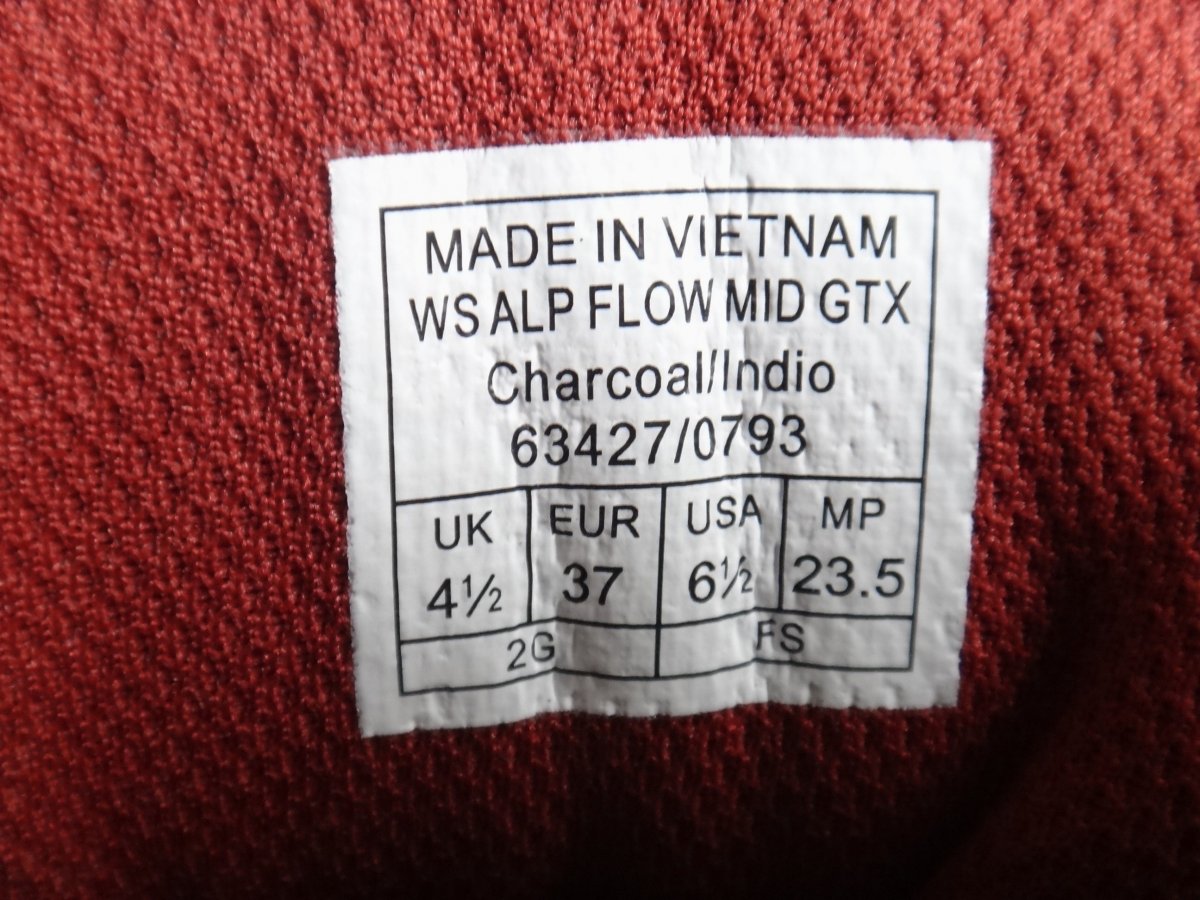 MADE IN VIETNAM
WS ALP FLOW MID GTX
Charcoal/Indio
63427/0793
UK EUR USA MP
4½ 37 6½ 23.5
2G FS